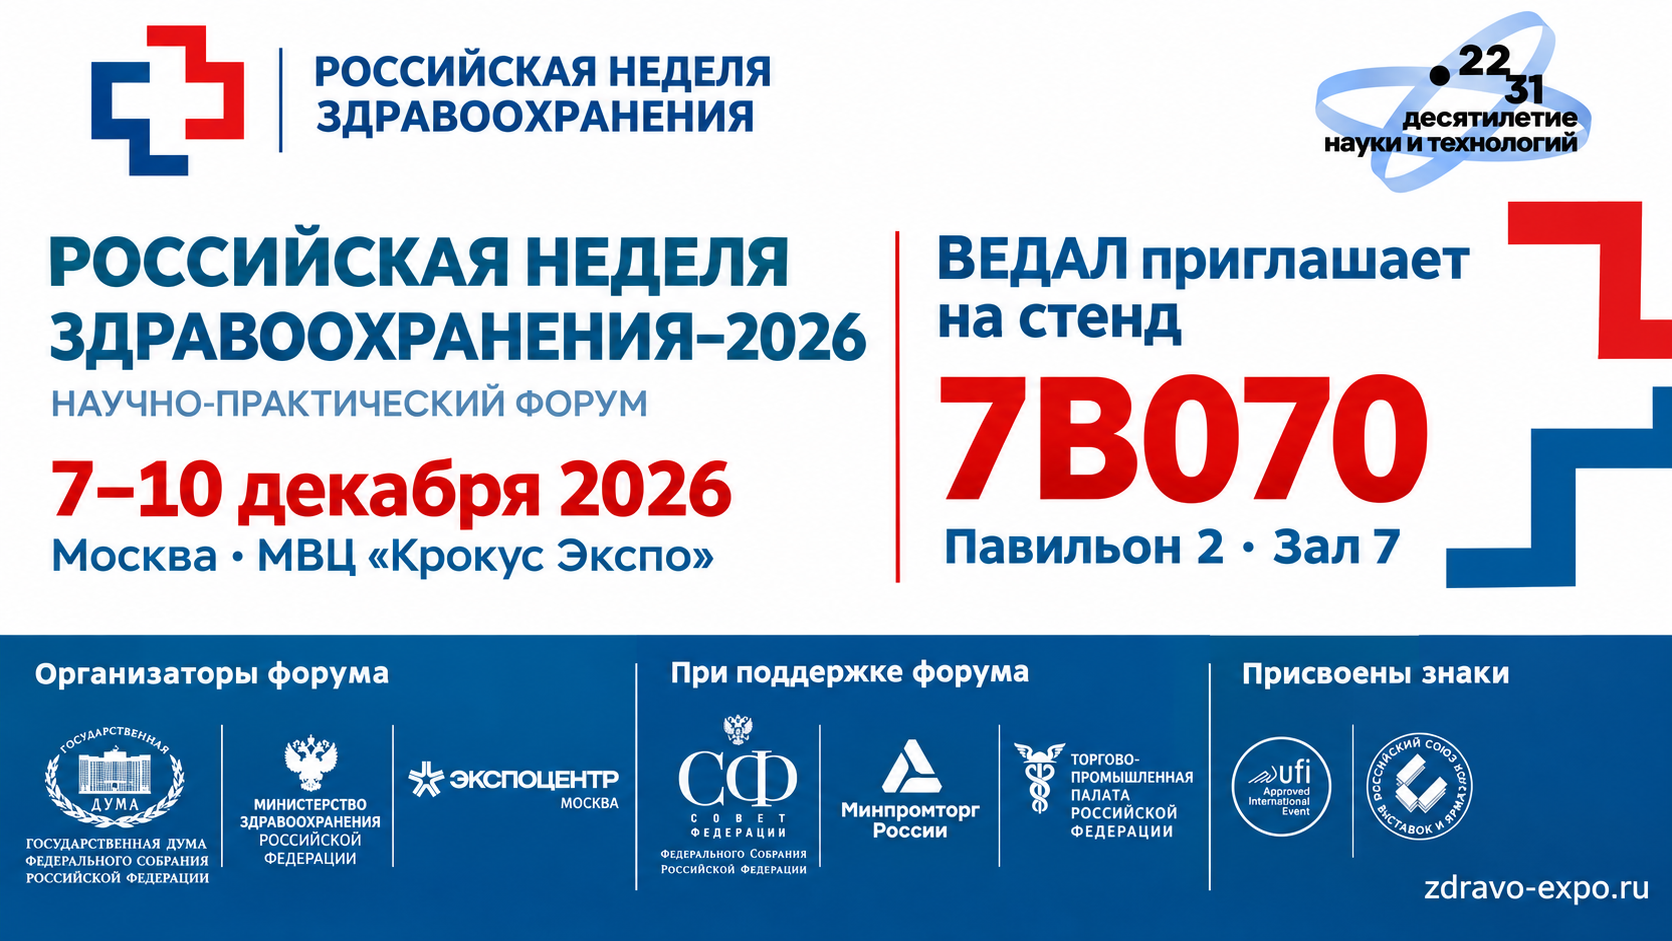 РОССИЙСКАЯ НЕДЕЛЯ
ЗДРАВООХРАНЕНИЯ
22
31
десятилетие
науки и технологий
РОССИЙСКАЯ НЕДЕЛЯ
ЗДРАВООХРАНЕНИЯ–2026
НАУЧНО-ПРАКТИЧЕСКИЙ ФОРУМ
7–10 декабря 2026
Москва • МВЦ «Крокус Экспо»
ВЕДАЛ приглашает
на стенд
7В070
Павильон 2 • Зал 7
Организаторы форума
ГОСУДАРСТВЕННАЯ
ДУМА
ГОСУДАРСТВЕННАЯ ДУМА
ФЕДЕРАЛЬНОГО СОБРАНИЯ
РОССИЙСКОЙ ФЕДЕРАЦИИ
МИНИСТЕРСТВО
ЗДРАВООХРАНЕНИЯ
РОССИЙСКОЙ
ФЕДЕРАЦИИ
ЭКСПОЦЕНТР
МОСКВА
При поддержке форума
СФ
СОВЕТ
ФЕДЕРАЦИИ
ФЕДЕРАЛЬНОГО СОБРАНИЯ
РОССИЙСКОЙ ФЕДЕРАЦИИ
Минпромторг
России
ТОРГОВО-
ПРОМЫШЛЕННАЯ
ПАЛАТА
РОССИЙСКОЙ
ФЕДЕРАЦИИ
Присвоены знаки
ufi
Approved
International
Event
РОССИЙСКИЙ СОЮЗ
ВЫСТАВОК И
zdravo-expo.ru